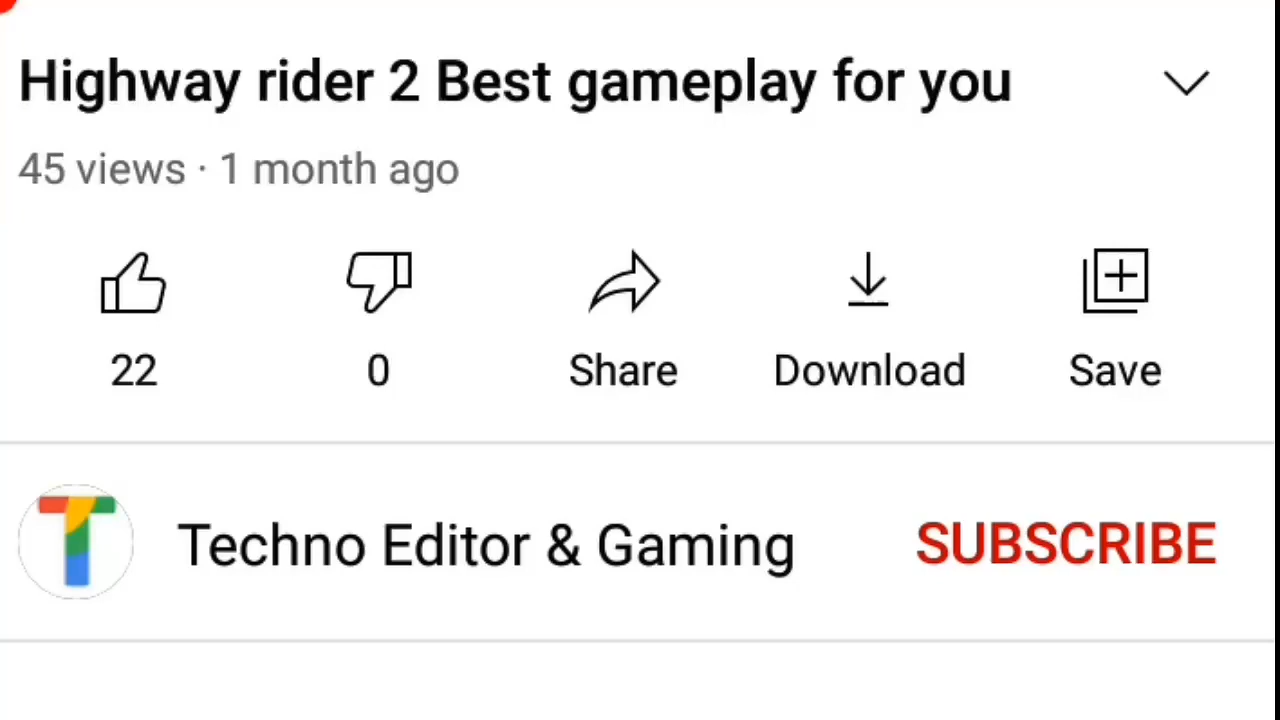 Highway rider 2 Best gameplay for you
45 views · 1 month ago
22 0 Share Download Save
T Techno Editor & Gaming SUBSCRIBE